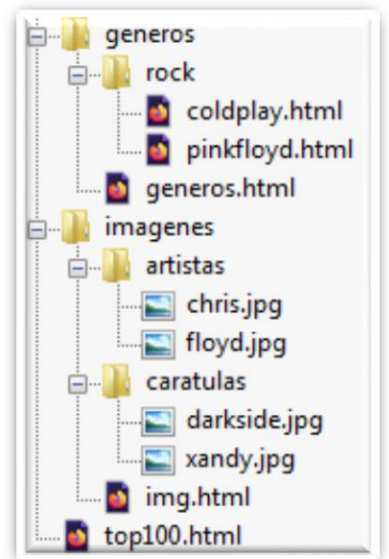 generos
rock
coldplay.html
pinkfloyd.html
generos.html
imagenes
artistas
chris.jpg
floyd.jpg
caratulas
darkside.jpg
xandy.jpg
img.html
top100.html